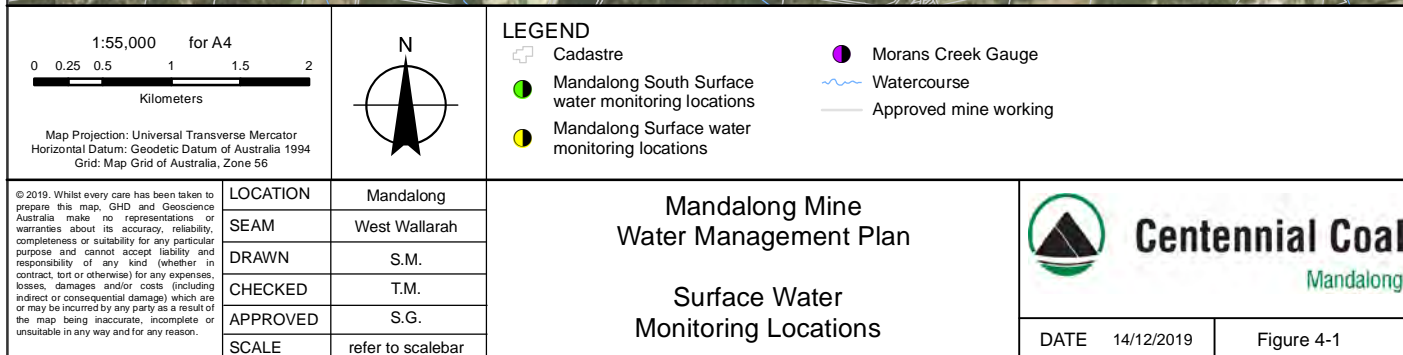 1:55,000 for A4
0 0.25 0.5 1 1.5 2
Kilometers
Map Projection: Universal Transverse Mercator
Horizontal Datum: Geodetic Datum of Australia 1994
Grid: Map Grid of Australia, Zone 56
N
LEGEND
Cadastre
Mandalong South Surface
water monitoring locations
Mandalong Surface water
monitoring locations
Morans Creek Gauge
Watercourse
Approved mine working
© 2019. Whilst every care has been taken to
prepare this map, GHD and Geoscience
Australia make no representations or
warranties about its accuracy, reliability,
completeness or suitability for any particular
purpose and cannot accept liability and
responsibility of any kind (whether in
contract, tort or otherwise) for any expenses,
losses, damages and/or costs (including
indirect or consequential damage) which are
or may be incurred by any party as a result of
the map being inaccurate, incomplete or
unsuitable in any way and for any reason.
LOCATION Mandalong
SEAM West Wallarah
DRAWN S.M.
CHECKED T.M.
APPROVED S.G.
SCALE refer to scalebar
Mandalong Mine
Water Management Plan
Surface Water
Monitoring Locations
Centennial Coal
Mandalong
DATE 14/12/2019 Figure 4-1